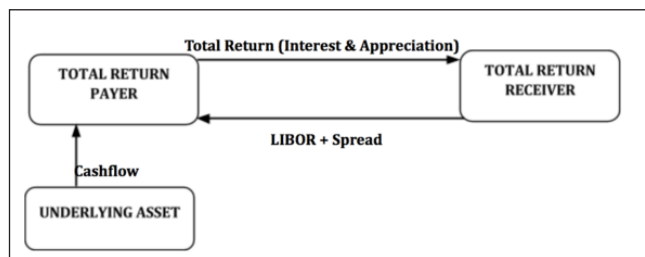 Total Return (Interest & Appreciation)
TOTAL RETURN
PAYER
TOTAL RETURN
RECEIVER
LIBOR + Spread
Cashflow
UNDERLYING ASSET